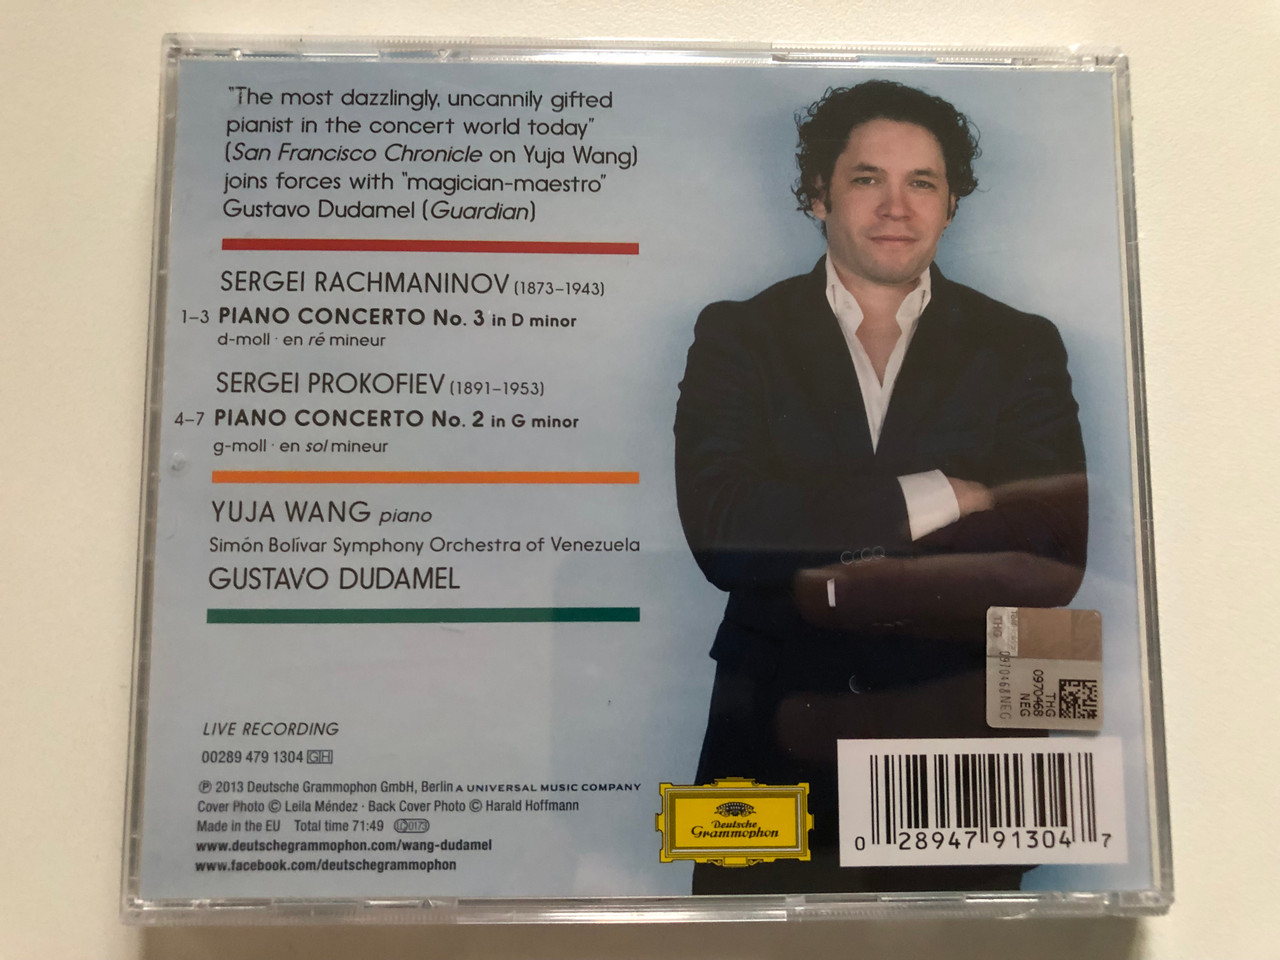 "The most dazzlingly, uncannily gifted
pianist in the concert world today"
(San Francisco Chronicle on Yuja Wang)
joins forces with "magician-maestro"
Gustavo Dudamel (Guardian)
SERGEI RACHMANINOV (1873–1943)
1–3 PIANO CONCERTO No. 3 in D minor
d-moll · en ré mineur
SERGEI PROKOFIEV (1891–1953)
4–7 PIANO CONCERTO No. 2 in G minor
g-moll · en sol mineur
YUJA WANG piano
Simón Bolívar Symphony Orchestra of Venezuela
GUSTAVO DUDAMEL
LIVE RECORDING
00289 479 1304 GH
℗ 2013 Deutsche Grammophon GmbH, Berlin A UNIVERSAL MUSIC COMPANY
Cover Photo © Leila Méndez · Back Cover Photo © Harald Hoffmann
Made in the EU Total time 71:49 LC 0173
www.deutschegrammophon.com/wang-dudamel
www.facebook.com/deutschegrammophon
Deutsche
Grammophon
THG
0970468
NEG
THG 0970468NEG
0 28947 91304 7